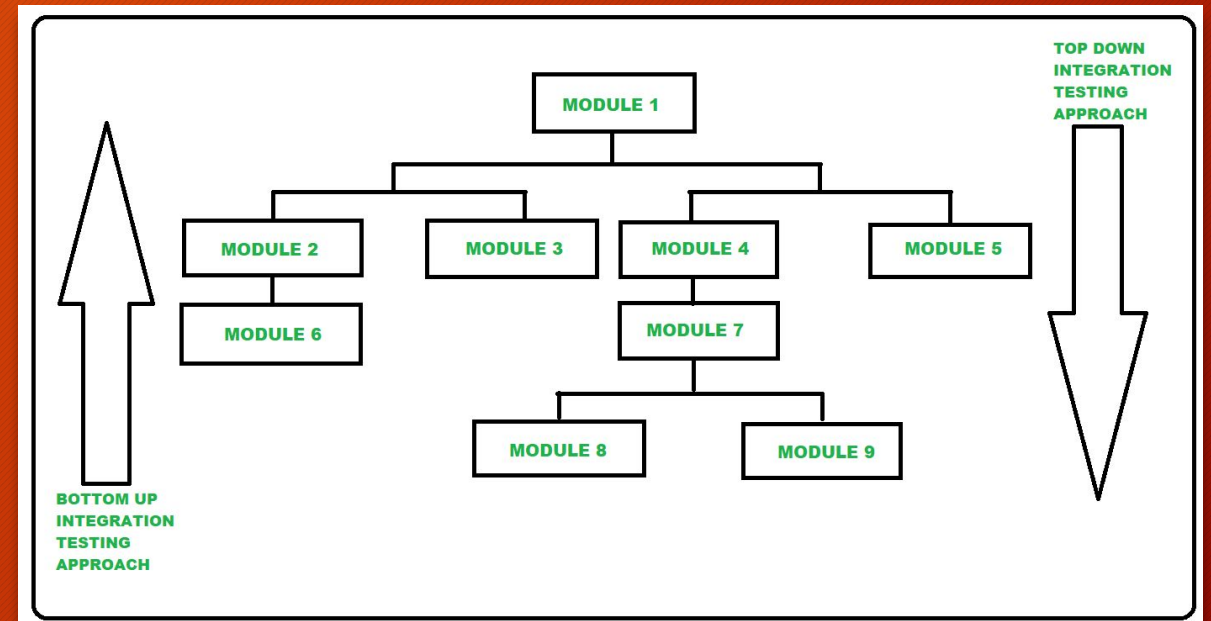 TOP DOWN
INTEGRATION
TESTING
APPROACH
MODULE 1
MODULE 2
MODULE 3
MODULE 4
MODULE 5
MODULE 6
MODULE 7
MODULE 8
MODULE 9
BOTTOM UP
INTEGRATION
TESTING
APPROACH